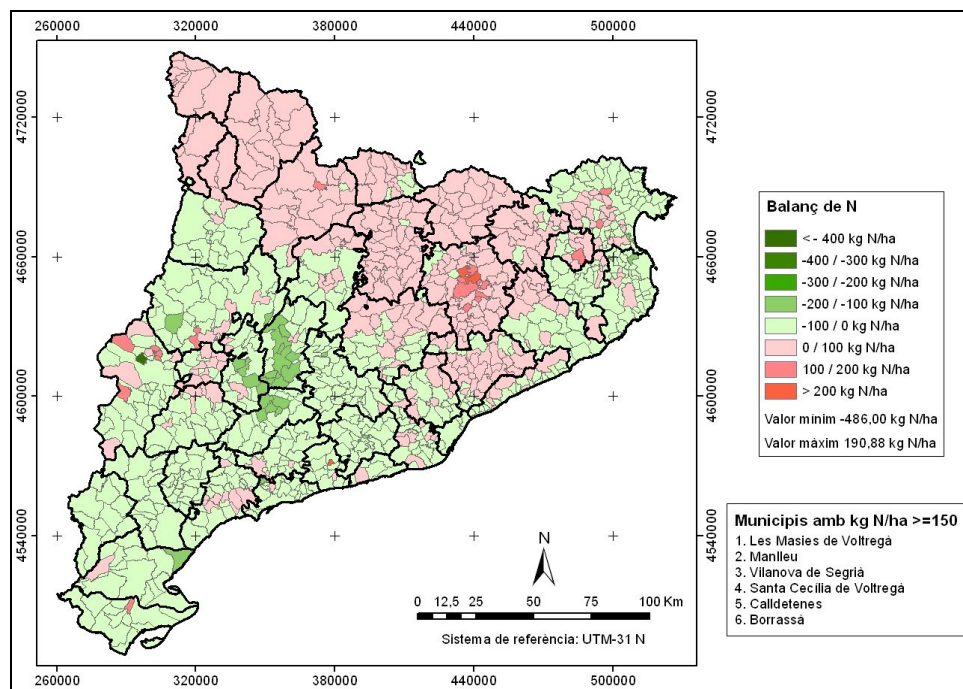 260000 320000 380000 440000 500000
4720000 4720000
4660000 4660000
4600000 4600000
4540000 4540000
260000 320000 380000 440000 500000
N
0 12,5 25 50 75 100 Km
Sistema de referència: UTM-31 N
Balanç de N
<- 400 kg N/ha
-400 / -300 kg N/ha
-300 / -200 kg N/ha
-200 / -100 kg N/ha
-100 / 0 kg N/ha
0 / 100 kg N/ha
100 / 200 kg N/ha
> 200 kg N/ha
Valor mínim -486,00 kg N/ha
Valor màxim 190,88 kg N/ha
Municipis amb kg N/ha >=150
1. Les Masies de Voltregà
2. Manlleu
3. Vilanova de Segrià
4. Santa Cecília de Voltregà
5. Calldetenes
6. Borrassà